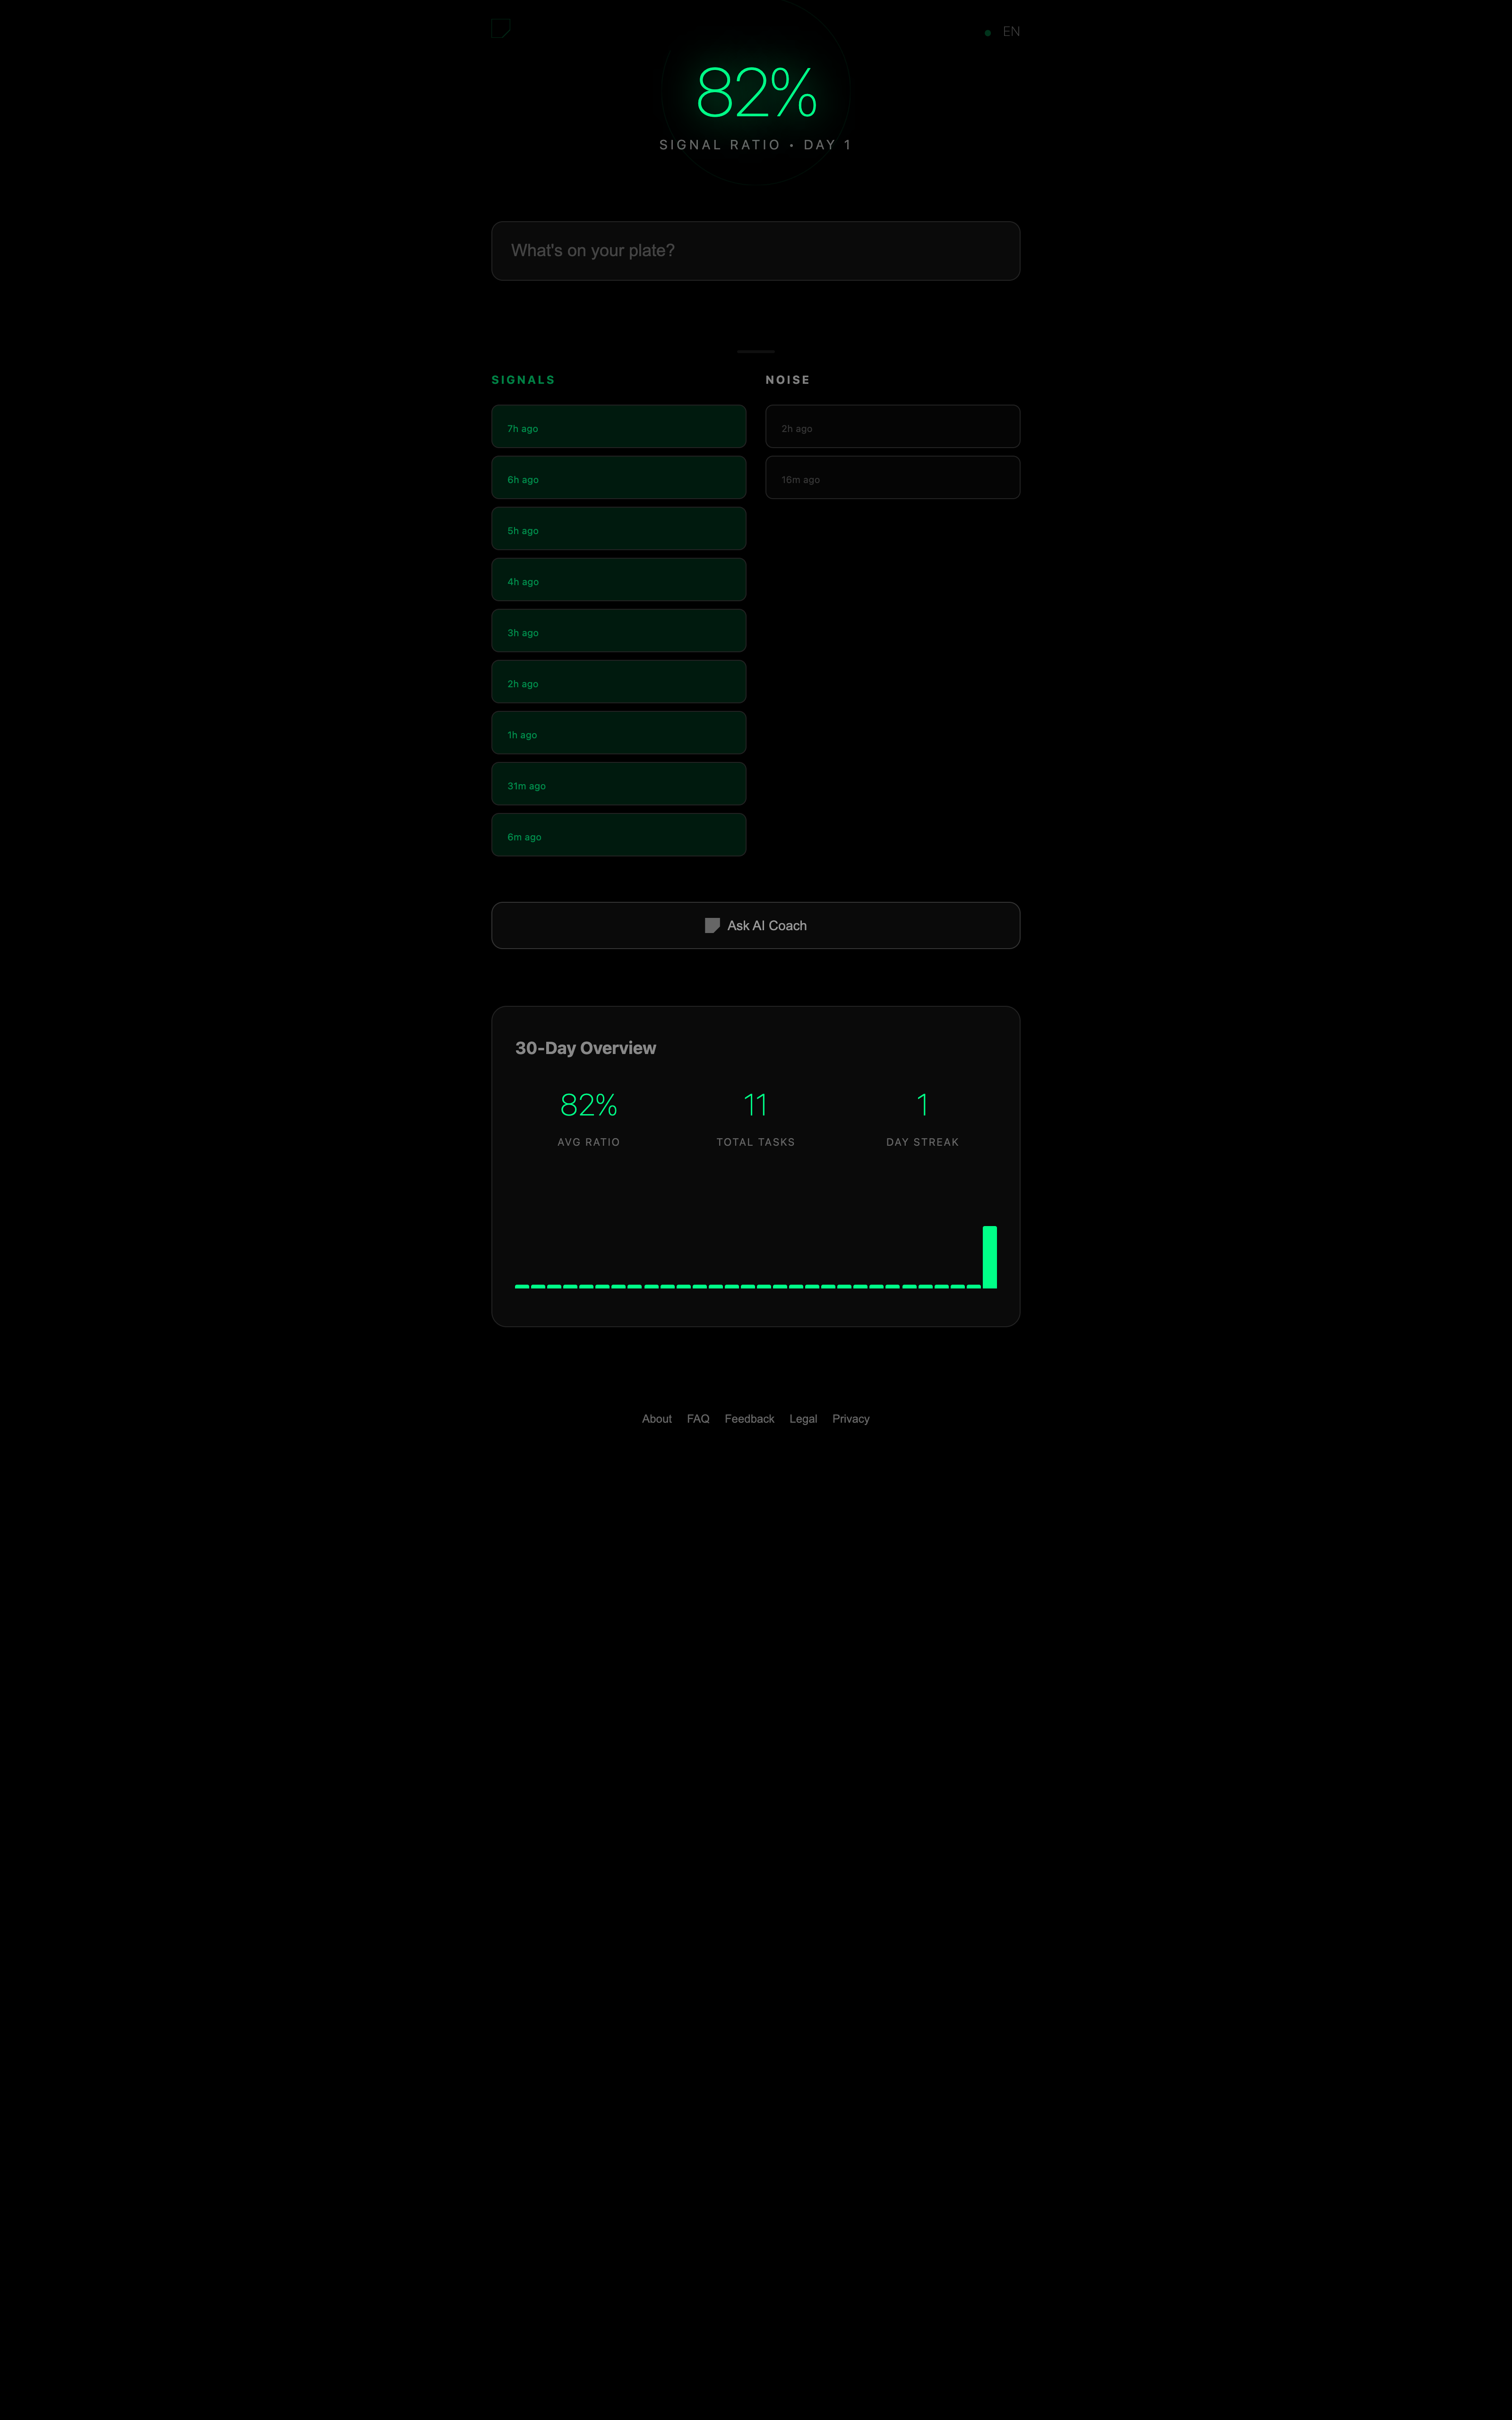 EN
82%
SIGNAL RATIO • DAY 1
What's on your plate?
SIGNALS
7h ago
6h ago
5h ago
4h ago
3h ago
2h ago
1h ago
31m ago
6m ago
NOISE
2h ago
16m ago
Ask AI Coach
30-Day Overview
82%
AVG RATIO
11
TOTAL TASKS
1
DAY STREAK
About FAQ Feedback Legal Privacy